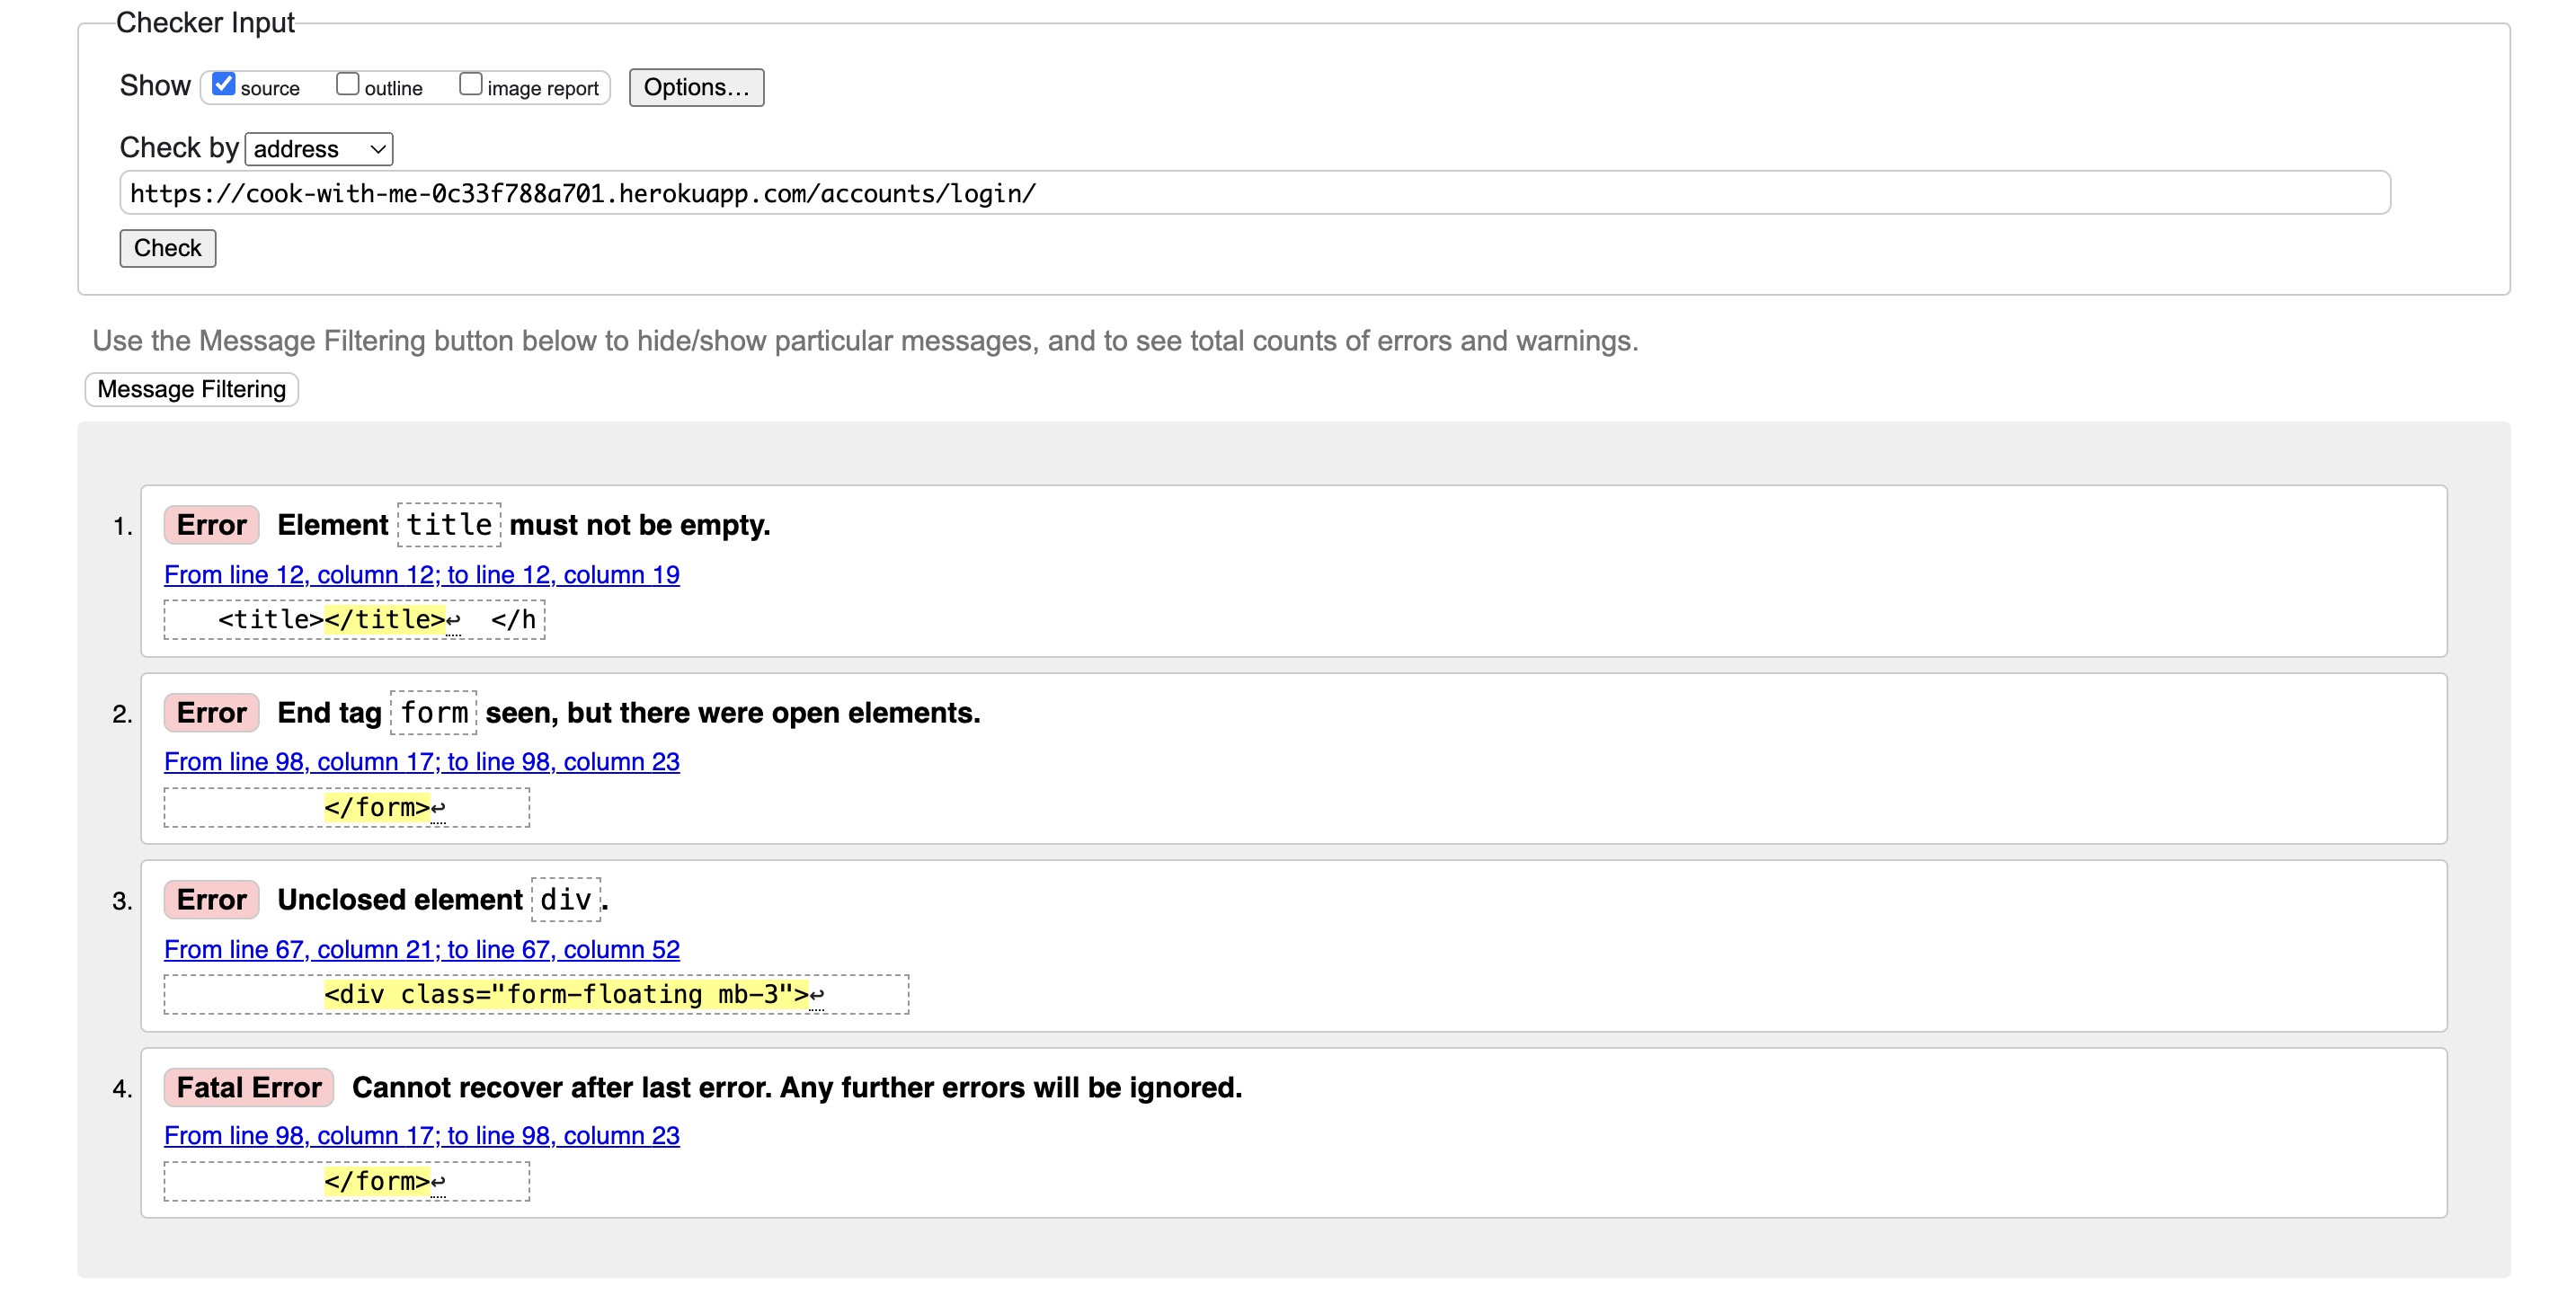 Checker Input
Show source outline image report Options...
Check by address
https://cook-with-me-0c33f788a701.herokuapp.com/accounts/login/
Check
Use the Message Filtering button below to hide/show particular messages, and to see total counts of errors and warnings.
Message Filtering
1. Error Element title must not be empty.
From line 12, column 12; to line 12, column 19
<title></title>↩ </h
2. Error End tag form seen, but there were open elements.
From line 98, column 17; to line 98, column 23
</form>↩
3. Error Unclosed element div.
From line 67, column 21; to line 67, column 52
<div class="form-floating mb-3">↩
4. Fatal Error Cannot recover after last error. Any further errors will be ignored.
From line 98, column 17; to line 98, column 23
</form>↩